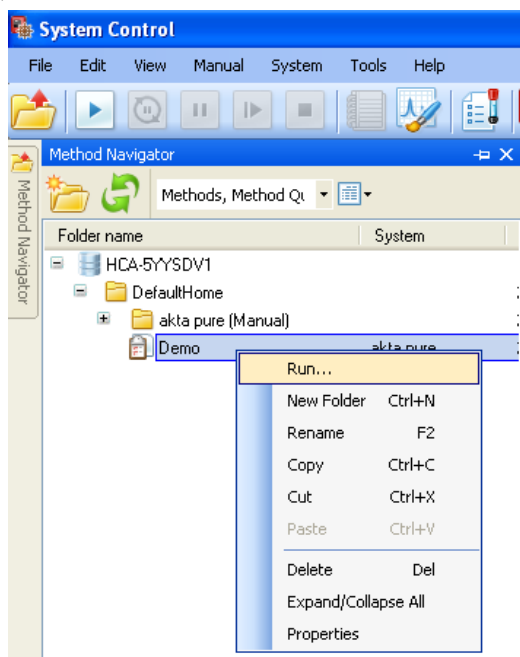 System Control
File Edit View Manual System Tools Help
Method Navigator
Method Navigator
Methods, Method Qu
Folder name System
HCA-5YYSDV1
DefaultHome
akta pure (Manual)
Demo akta pure
Run...
New Folder Ctrl+N
Rename F2
Copy Ctrl+C
Cut Ctrl+X
Paste Ctrl+V
Delete Del
Expand/Collapse All
Properties